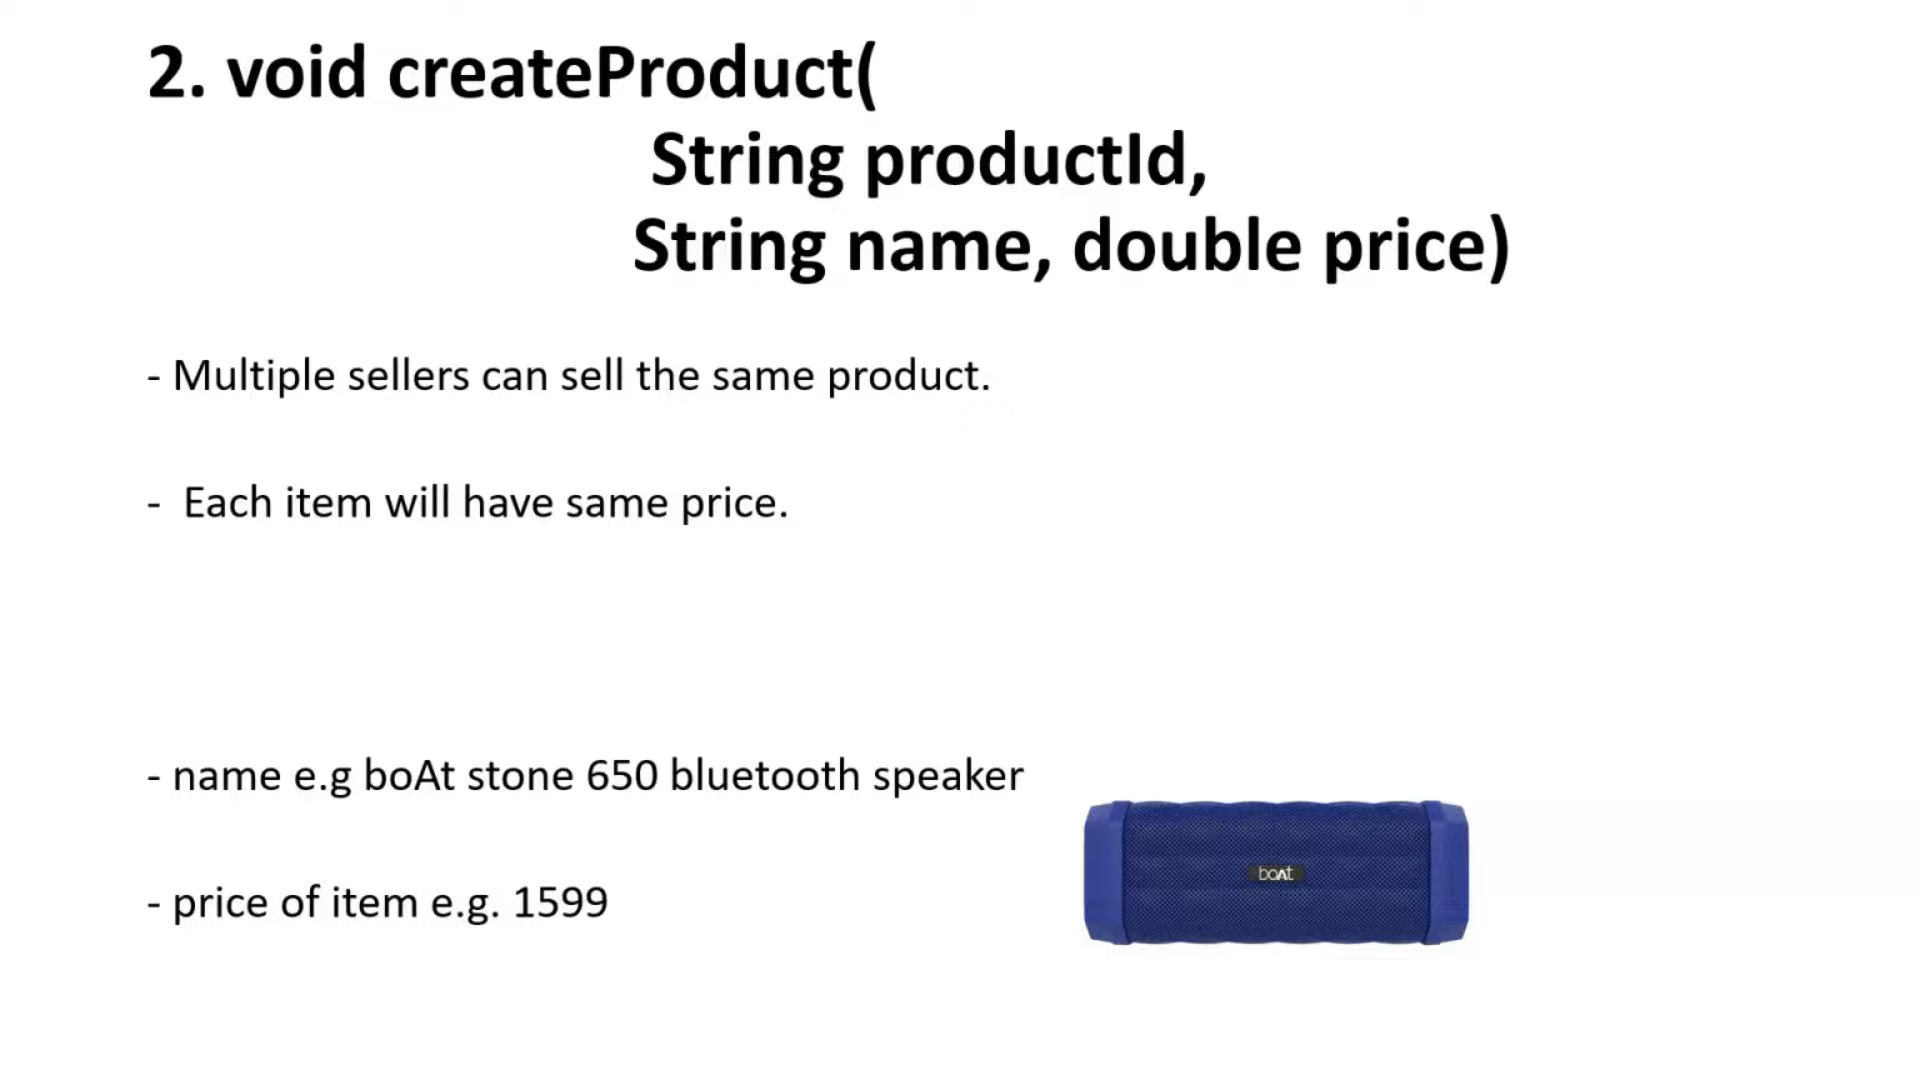 2. void createProduct(
String productId,
String name, double price)
- Multiple sellers can sell the same product.
- Each item will have same price.
- name e.g boAt stone 650 bluetooth speaker
boAt
- price of item e.g. 1599